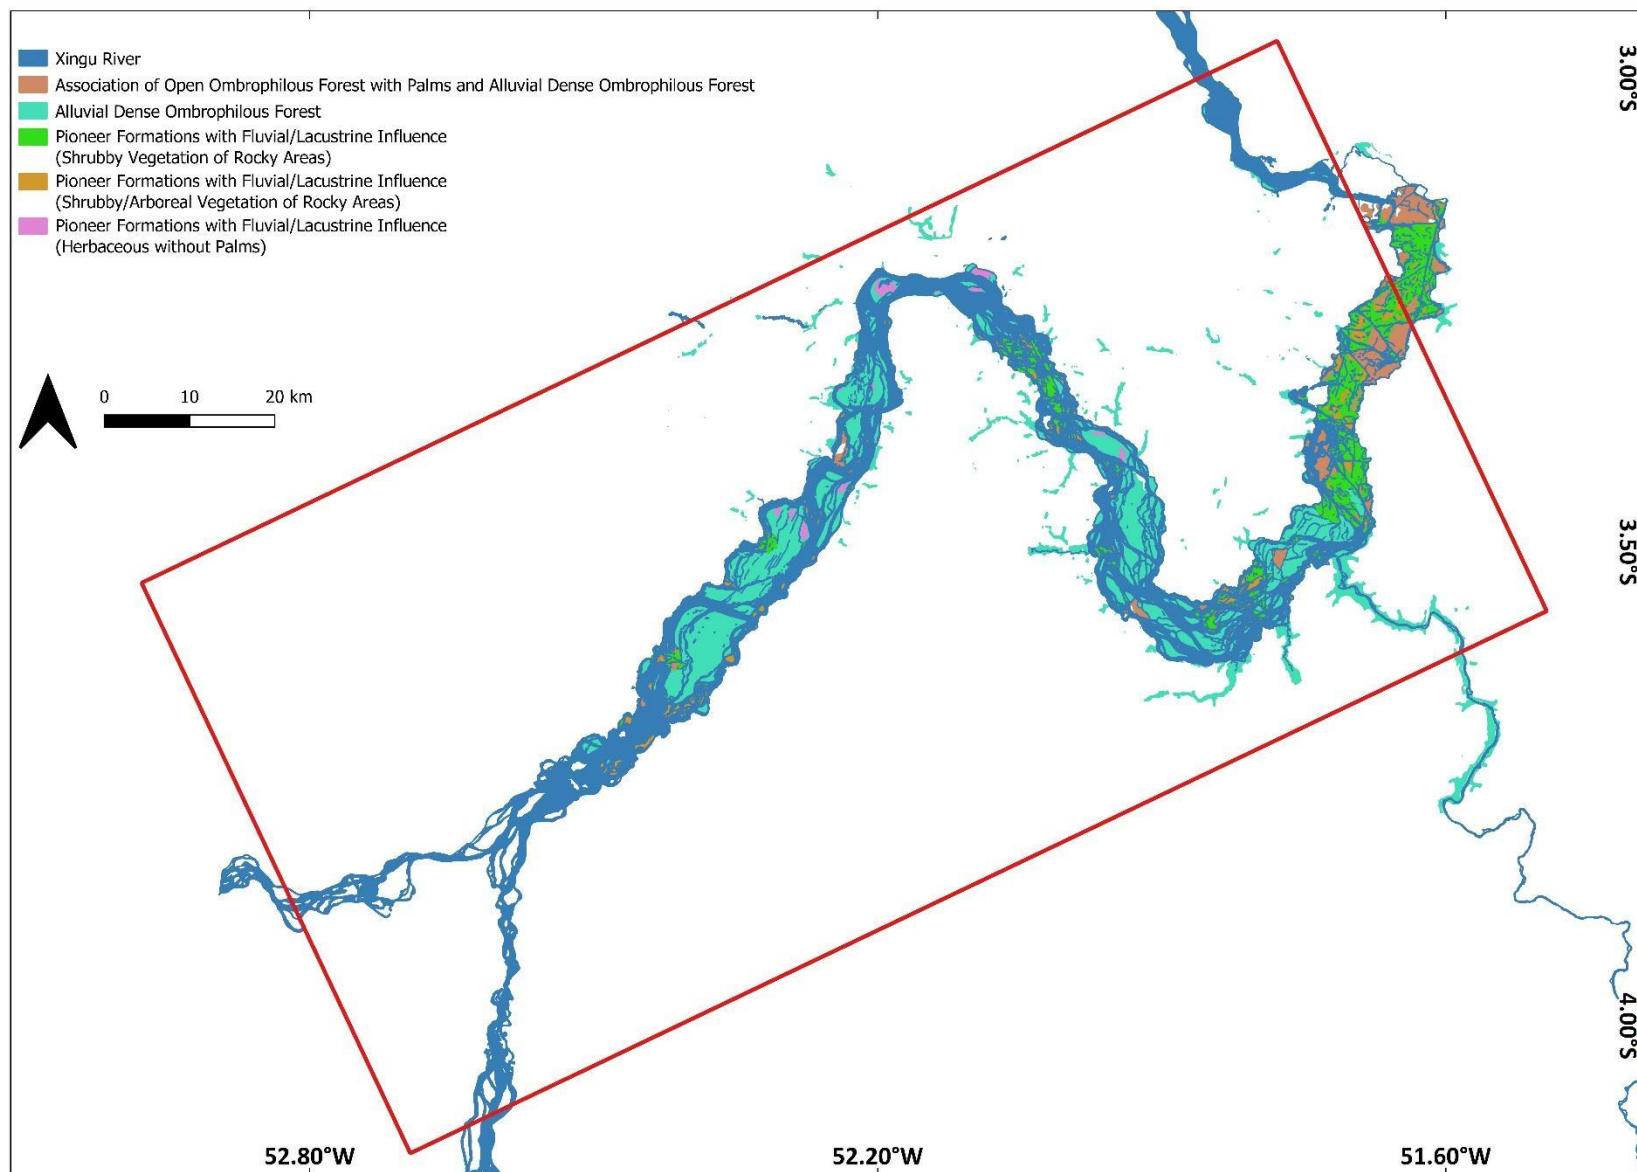 Xingu River
Association of Open Ombrophilous Forest with Palms and Alluvial Dense Ombrophilous Forest
Alluvial Dense Ombrophilous Forest
Pioneer Formations with Fluvial/Lacustrine Influence
(Shrubby Vegetation of Rocky Areas)
Pioneer Formations with Fluvial/Lacustrine Influence
(Shrubby/Arboreal Vegetation of Rocky Areas)
Pioneer Formations with Fluvial/Lacustrine Influence
(Herbaceous without Palms)
0 10 20 km
3.00°S
3.50°S
4.00°S
52.80°W 52.20°W 51.60°W